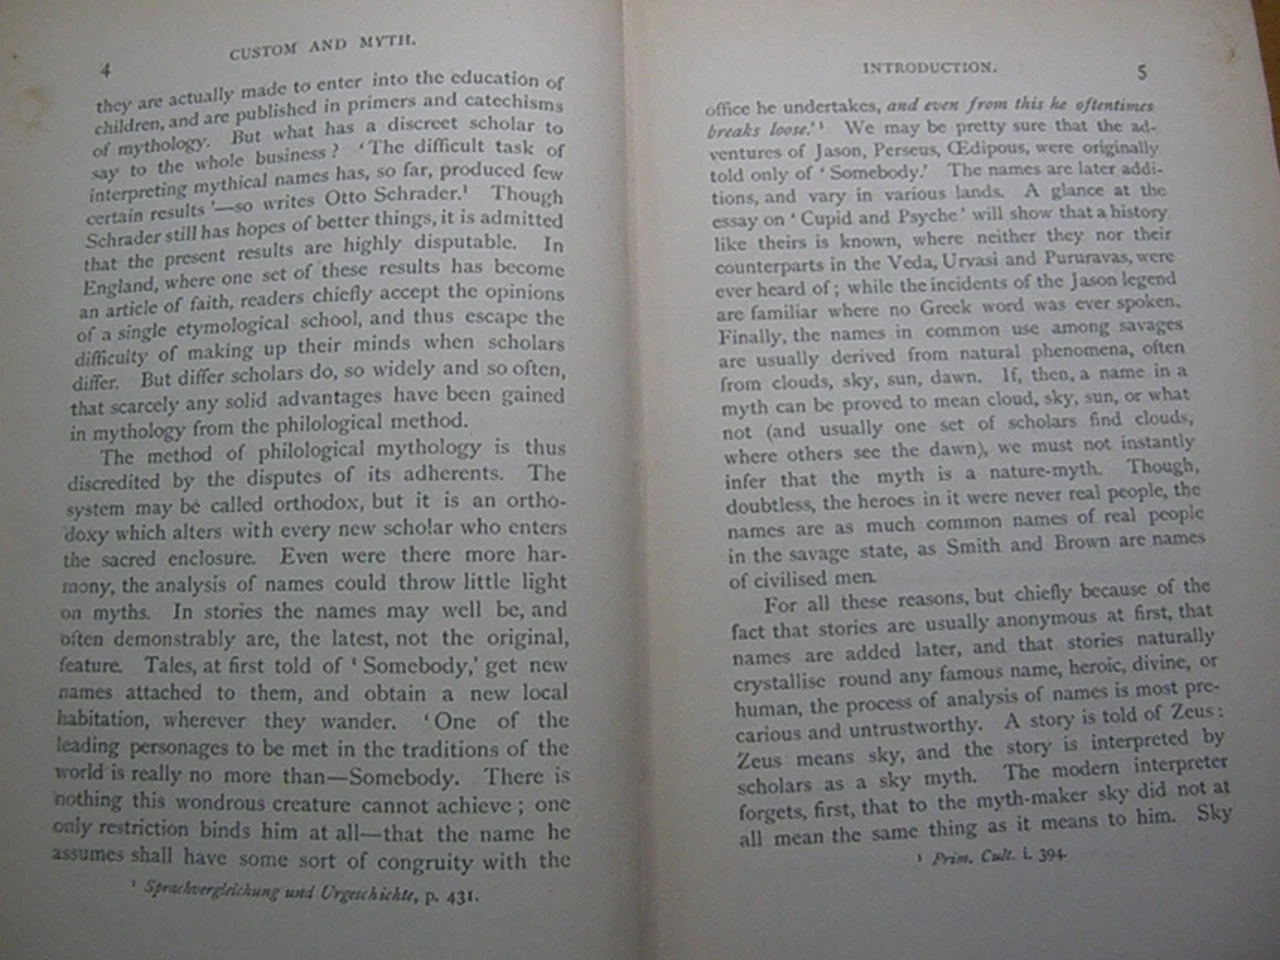 4
CUSTOM AND MYTH.
they are actually made to enter into the education of
children, and are published in primers and catechisms
of mythology. But what has a discreet scholar to
say to the whole business? ‘The difficult task of
interpreting mythical names has, so far, produced few
certain results’—so writes Otto Schrader.¹ Though
Schrader still has hopes of better things, it is admitted
that the present results are highly disputable. In
England, where one set of these results has become
an article of faith, readers chiefly accept the opinions
of a single etymological school, and thus escape the
difficulty of making up their minds when scholars
differ. But differ scholars do, so widely and so often,
that scarcely any solid advantages have been gained
in mythology from the philological method.
The method of philological mythology is thus
discredited by the disputes of its adherents. The
system may be called orthodox, but it is an ortho-
doxy which alters with every new scholar who enters
the sacred enclosure. Even were there more har-
mony, the analysis of names could throw little light
on myths. In stories the names may well be, and
often demonstrably are, the latest, not the original,
feature. Tales, at first told of ‘Somebody,’ get new
names attached to them, and obtain a new local
habitation, wherever they wander. ‘One of the
leading personages to be met in the traditions of the
world is really no more than—Somebody. There is
nothing this wondrous creature cannot achieve; one
only restriction binds him at all—that the name he
assumes shall have some sort of congruity with the
¹ Sprachvergleichung und Urgeschichte, p. 431.
INTRODUCTION.
5
office he undertakes, and even from this he oftentimes
breaks loose.’¹ We may be pretty sure that the ad-
ventures of Jason, Perseus, Œdipous, were originally
told only of ‘Somebody.’ The names are later addi-
tions, and vary in various lands. A glance at the
essay on ‘Cupid and Psyche’ will show that a history
like theirs is known, where neither they nor their
counterparts in the Veda, Urvasi and Pururavas, were
ever heard of; while the incidents of the Jason legend
are familiar where no Greek word was ever spoken.
Finally, the names in common use among savages
are usually derived from natural phenomena, often
from clouds, sky, sun, dawn. If, then, a name in a
myth can be proved to mean cloud, sky, sun, or what
not (and usually one set of scholars find clouds,
where others see the dawn), we must not instantly
infer that the myth is a nature-myth. Though,
doubtless, the heroes in it were never real people, the
names are as much common names of real people
in the savage state, as Smith and Brown are names
of civilised men.
For all these reasons, but chiefly because of the
fact that stories are usually anonymous at first, that
names are added later, and that stories naturally
crystallise round any famous name, heroic, divine, or
human, the process of analysis of names is most pre-
carious and untrustworthy. A story is told of Zeus:
Zeus means sky, and the story is interpreted by
scholars as a sky myth. The modern interpreter
forgets, first, that to the myth-maker sky did not at
all mean the same thing as it means to him. Sky
¹ Prim. Cult. i. 394.